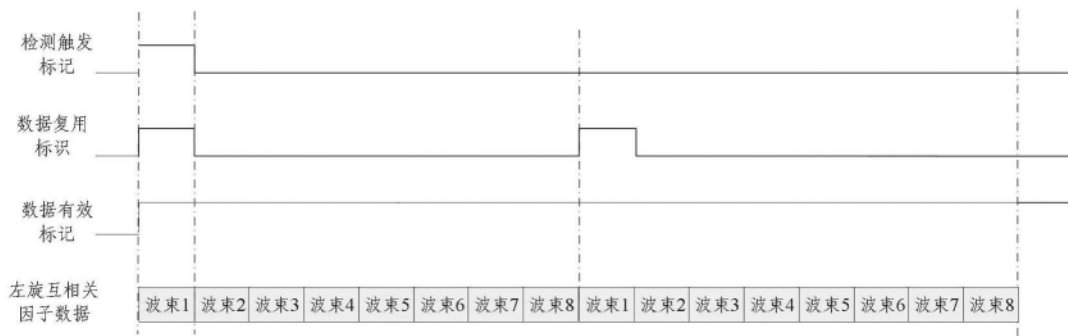 检测触发
标记
数据复用
标识
数据有效
标记
左旋互相关
因子数据
波束1 波束2 波束3 波束4 波束5 波束6 波束7 波束8 波束1 波束2 波束3 波束4 波束5 波束6 波束7 波束8